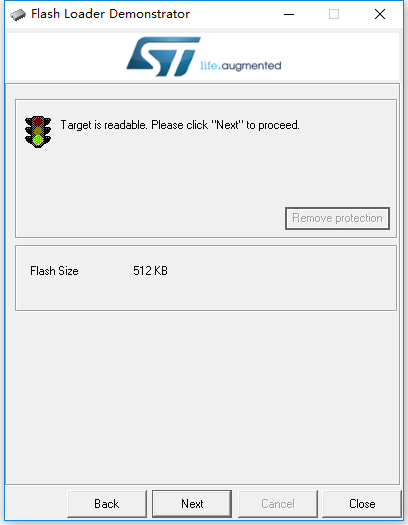 Flash Loader Demonstrator
ST
life.augmented
Target is readable. Please click "Next" to proceed.
Remove protection
Flash Size 512 KB
Back Next Cancel Close